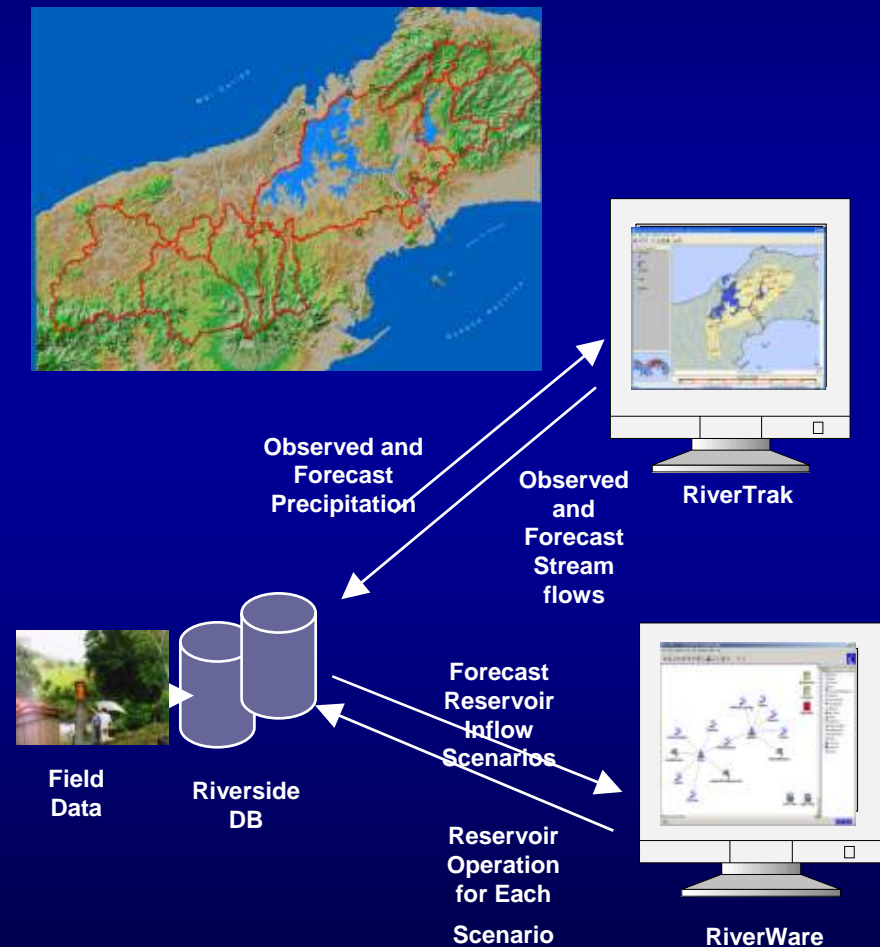 Observed and
Forecast
Precipitation
Observed
and
Forecast
Stream
flows
RiverTrak
Forecast
Reservoir
Inflow
Scenarios
Field
Data
Riverside
DB
Reservoir
Operation
for Each
Scenario
RiverWare